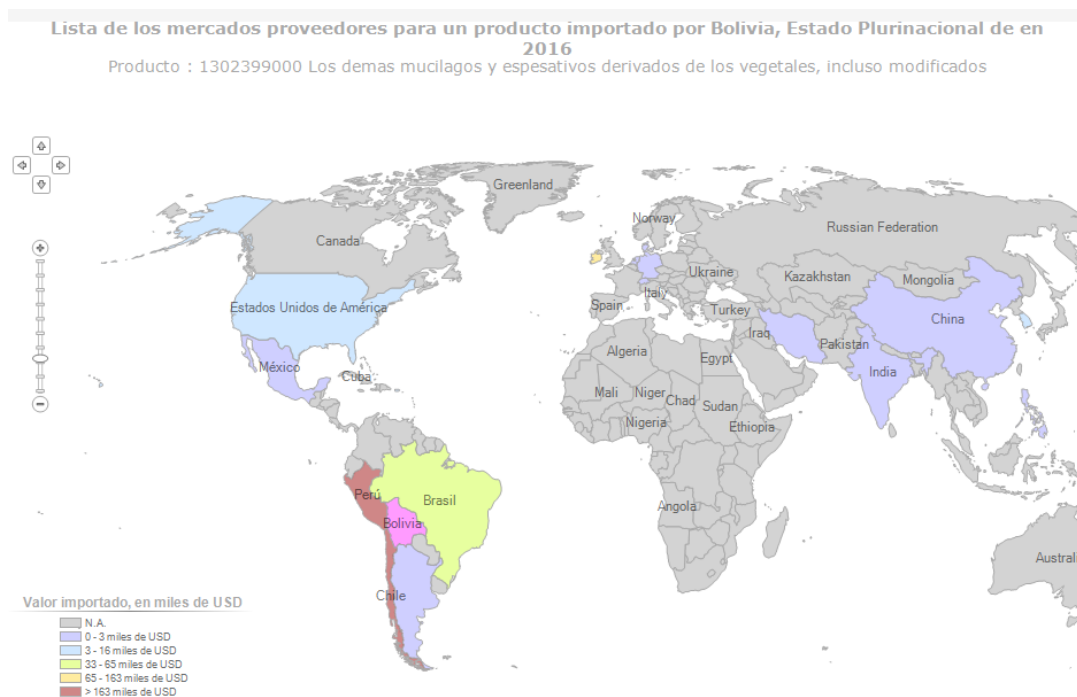 Lista de los mercados proveedores para un producto importado por Bolivia, Estado Plurinacional de en
2016
Producto : 1302399000 Los demas mucilagos y espesativos derivados de los vegetales, incluso modificados
Greenland
Norway
Russian Federation
Canada
Ukraine
Kazakhstan
Mongolia
Estados Unidos de América
Spain
Italy
Turkey
China
Iraq
Pakistan
México
Algeria
Egypt
India
Cuba
Mali
Niger
Chad
Sudan
Nigeria
Ethiopia
Perú
Brasil
Angola
Bolivia
Australi
Chile
Valor importado, en miles de USD
N.A.
0 - 3 miles de USD
3 - 16 miles de USD
33 - 65 miles de USD
65 - 163 miles de USD
> 163 miles de USD